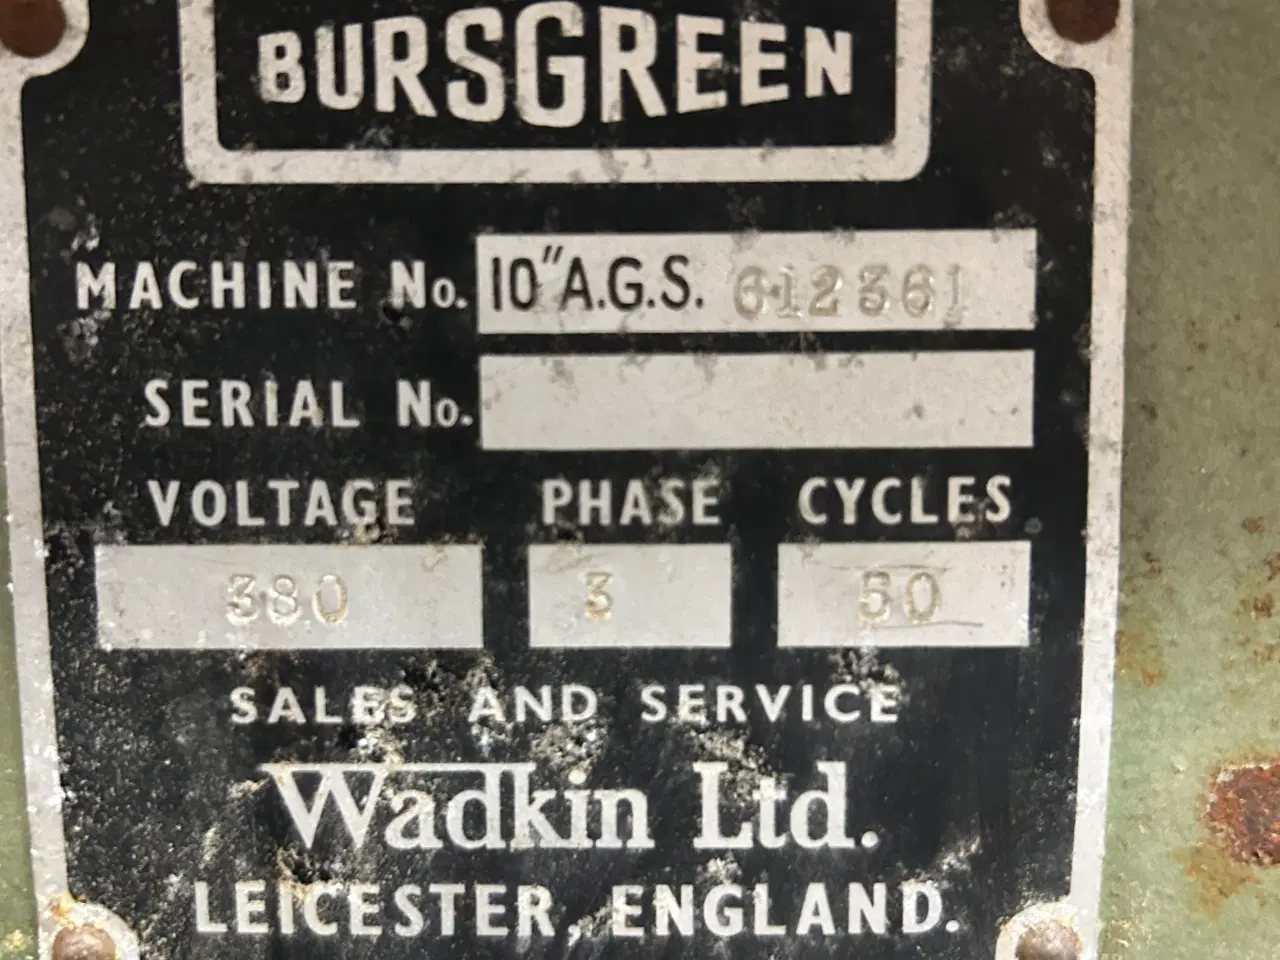 BURSGREEN
MACHINE No. 10" A.G.S. 612361
SERIAL No.
VOLTAGE PHASE CYCLES
380 3 50
SALES AND SERVICE
Wadkin Ltd.
LEICESTER, ENGLAND.